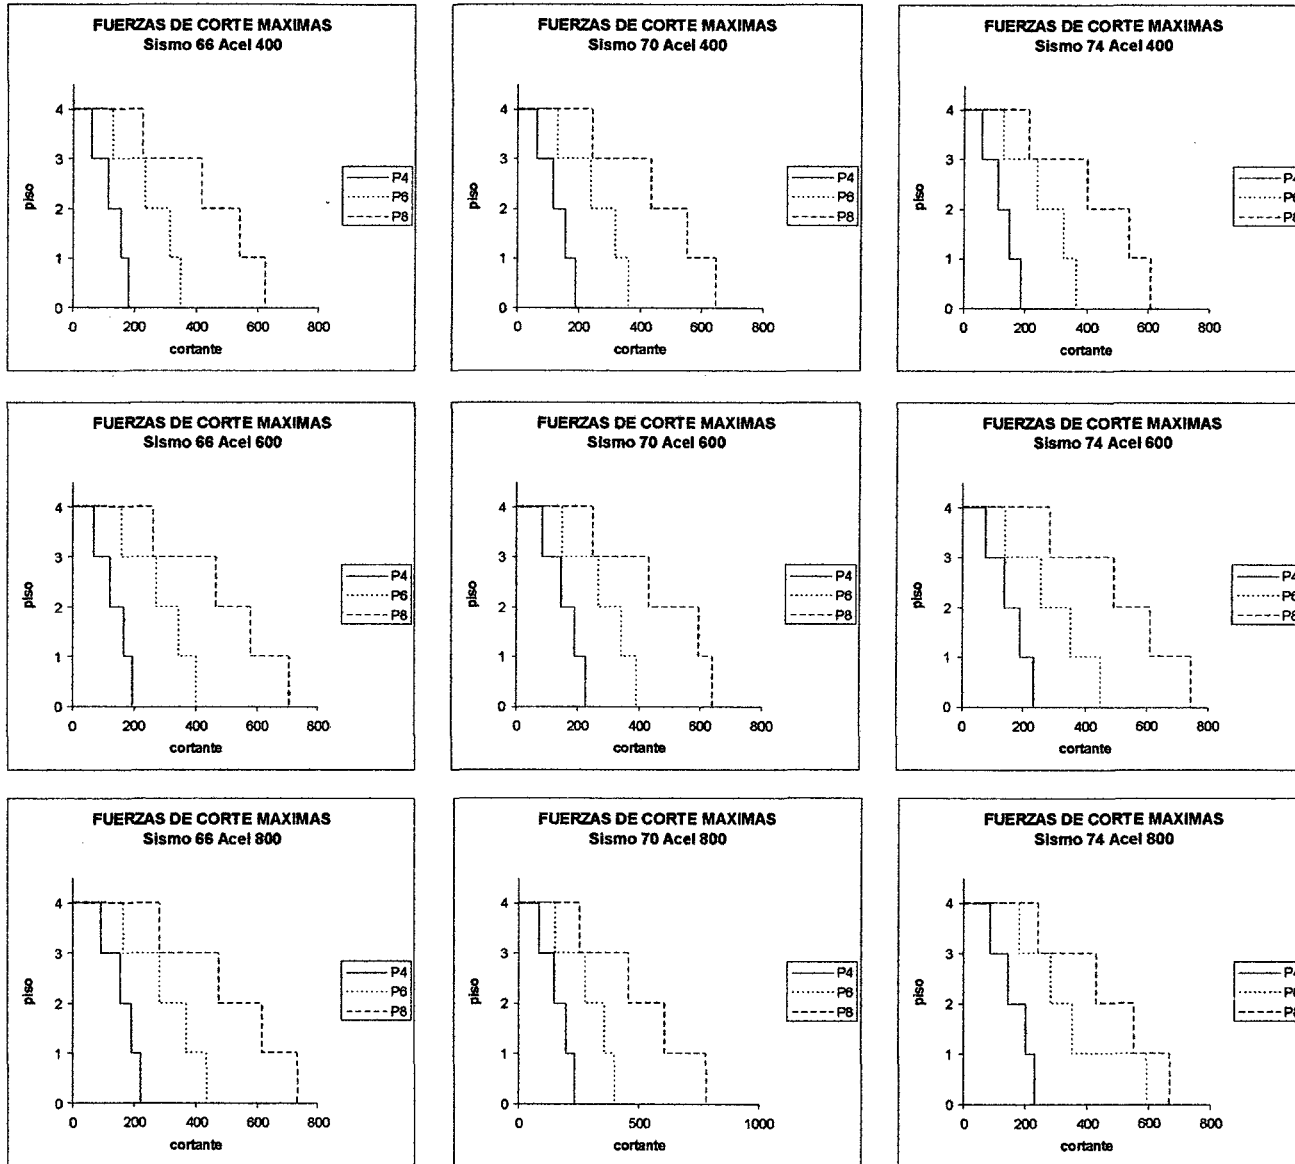 FUERZAS DE CORTE MAXIMAS
Sismo 66 Acel 400
4
3
2
1
0
piso
0 200 400 600 800
cortante
P4
P6
P8
FUERZAS DE CORTE MAXIMAS
Sismo 70 Acel 400
4
3
2
1
0
piso
0 200 400 600 800
cortante
P4
P6
P8
FUERZAS DE CORTE MAXIMAS
Sismo 74 Acel 400
4
3
2
1
0
piso
0 200 400 600 800
cortante
P4
P6
P8
FUERZAS DE CORTE MAXIMAS
Sismo 66 Acel 600
4
3
2
1
0
piso
0 200 400 600 800
cortante
P4
P6
P8
FUERZAS DE CORTE MAXIMAS
Sismo 70 Acel 600
4
3
2
1
0
piso
0 200 400 600 800
cortante
P4
P6
P8
FUERZAS DE CORTE MAXIMAS
Sismo 74 Acel 600
4
3
2
1
0
piso
0 200 400 600 800
cortante
P4
P6
P8
FUERZAS DE CORTE MAXIMAS
Sismo 66 Acel 800
4
3
2
1
0
piso
0 200 400 600 800
cortante
P4
P6
P8
FUERZAS DE CORTE MAXIMAS
Sismo 70 Acel 800
4
3
2
1
0
piso
0 500 1000
cortante
P4
P6
P8
FUERZAS DE CORTE MAXIMAS
Sismo 74 Acel 800
4
3
2
1
0
piso
0 200 400 600 800
cortante
P4
P6
P8